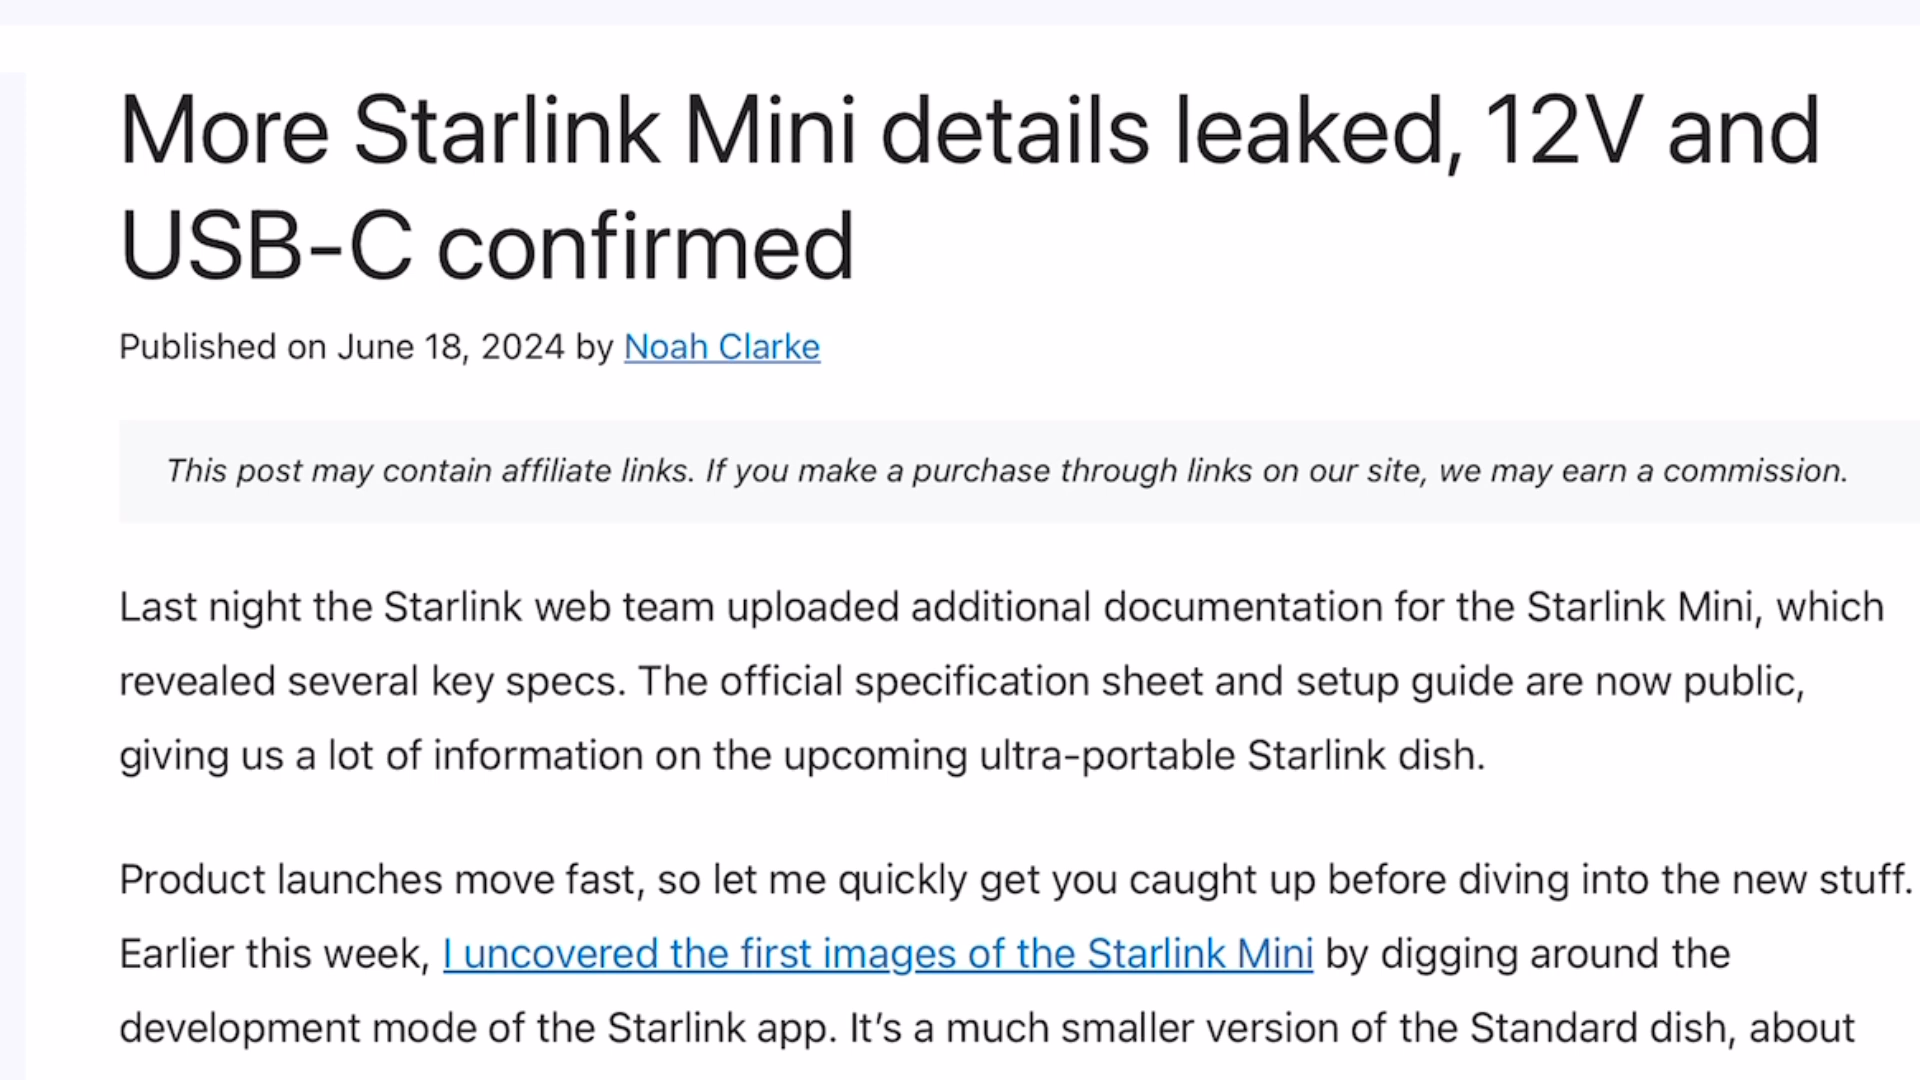 More Starlink Mini details leaked, 12V and
USB-C confirmed
Published on June 18, 2024 by Noah Clarke
This post may contain affiliate links. If you make a purchase through links on our site, we may earn a commission.
Last night the Starlink web team uploaded additional documentation for the Starlink Mini, which
revealed several key specs. The official specification sheet and setup guide are now public,
giving us a lot of information on the upcoming ultra-portable Starlink dish.
Product launches move fast, so let me quickly get you caught up before diving into the new stuff.
Earlier this week, I uncovered the first images of the Starlink Mini by digging around the
development mode of the Starlink app. It’s a much smaller version of the Standard dish, about